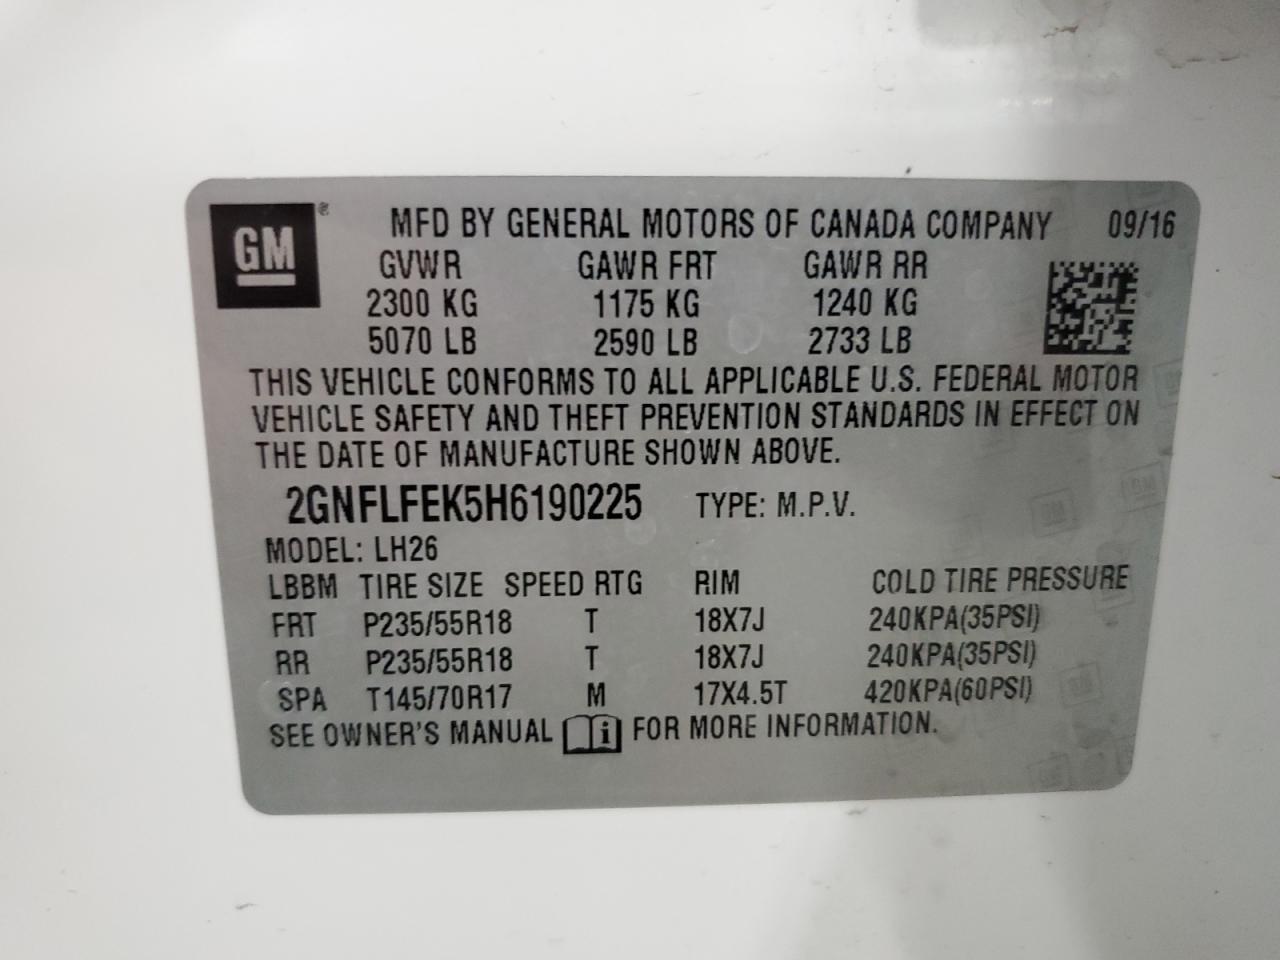 GM®
MFD BY GENERAL MOTORS OF CANADA COMPANY 09/16
GVWR GAWR FRT GAWR RR
2300 KG 1175 KG 1240 KG
5070 LB 2590 LB 2733 LB
THIS VEHICLE CONFORMS TO ALL APPLICABLE U.S. FEDERAL MOTOR
VEHICLE SAFETY AND THEFT PREVENTION STANDARDS IN EFFECT ON
THE DATE OF MANUFACTURE SHOWN ABOVE.
2GNFLFEK5H6190225 TYPE: M.P.V.
MODEL: LH26
LBBM TIRE SIZE SPEED RTG RIM COLD TIRE PRESSURE
FRT P235/55R18 T 18X7J 240KPA(35PSI)
RR P235/55R18 T 18X7J 240KPA(35PSI)
SPA T145/70R17 M 17X4.5T 420KPA(60PSI)
SEE OWNER'S MANUAL i FOR MORE INFORMATION.